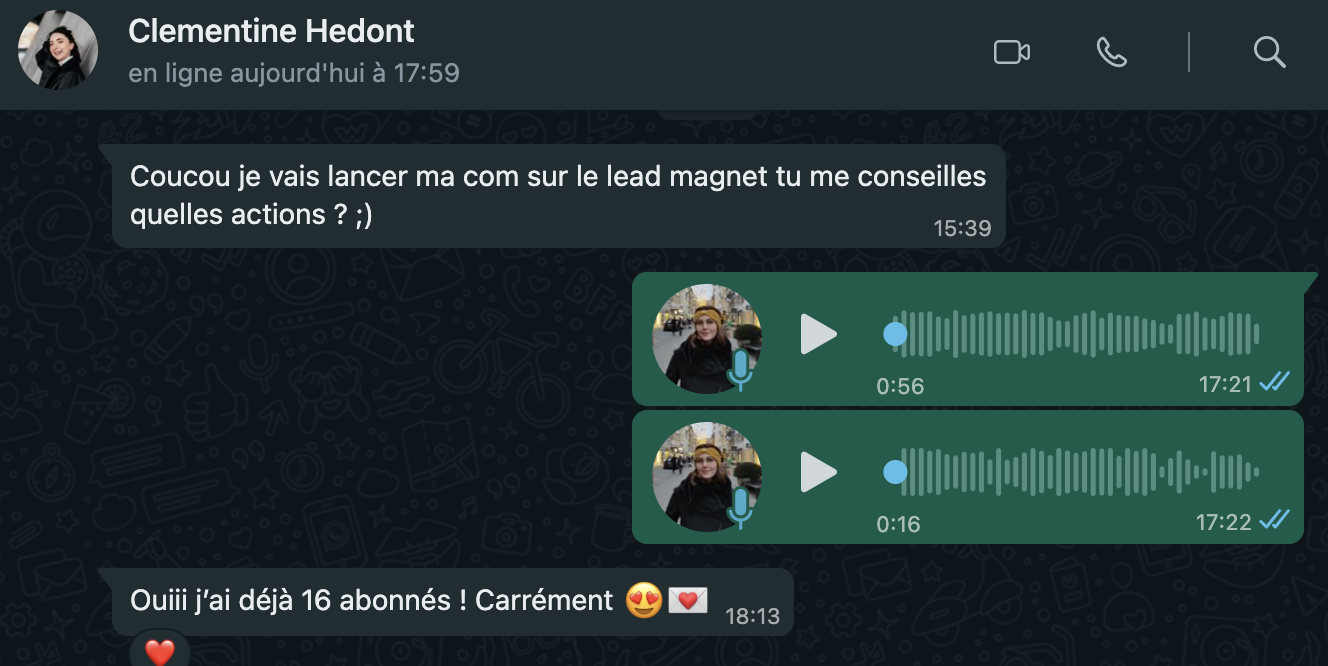 Clementine Hedont
en ligne aujourd'hui à 17:59
Coucou je vais lancer ma com sur le lead magnet tu me conseilles
quelles actions ? ;)
15:39
0:56
17:21
0:16
17:22
Ouiii j’ai déjà 16 abonnés ! Carrément 😍💌
18:13